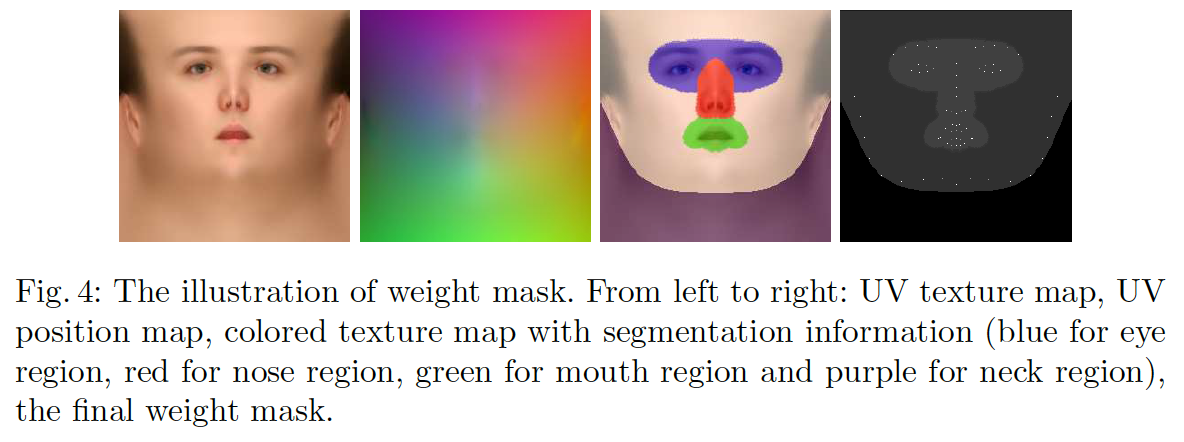 Fig. 4: The illustration of weight mask. From left to right: UV texture map, UV
position map, colored texture map with segmentation information (blue for eye
region, red for nose region, green for mouth region and purple for neck region),
the final weight mask.